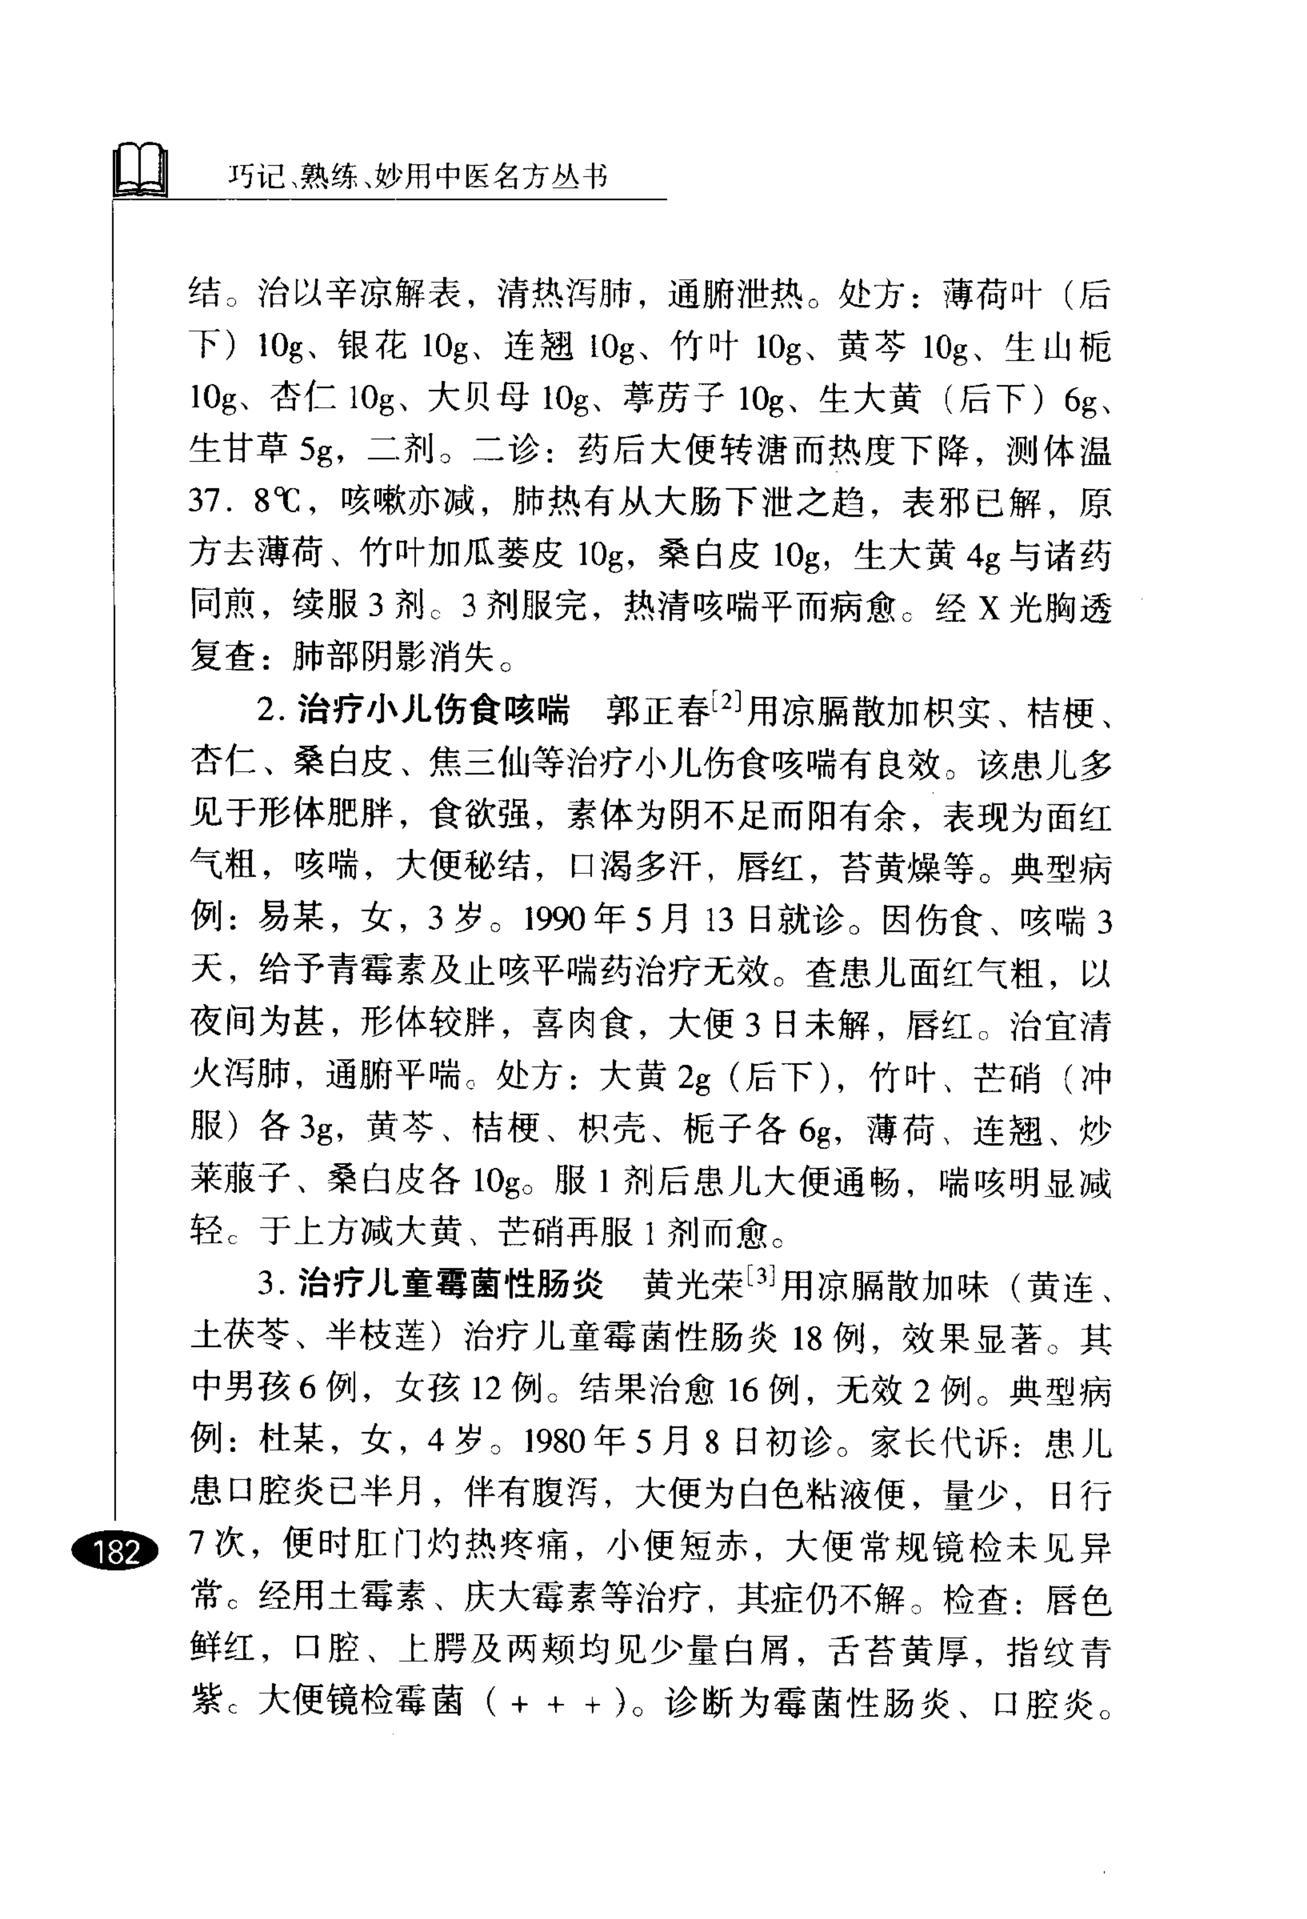 巧记、熟练、妙用中医名方丛书
结。治以辛凉解表，清热泻肺，通腑泄热。处方：薄荷叶（后
下）10g、银花 10g、连翘 10g、竹叶 10g、黄芩 10g、生山栀
10g、杏仁 10g、大贝母 10g、葶苈子 10g、生大黄（后下）6g、
生甘草 5g，二剂。二诊：药后大便转溏而热度下降，测体温
37. 8℃，咳嗽亦减，肺热有从大肠下泄之趋，表邪已解，原
方去薄荷、竹叶加瓜蒌皮 10g，桑白皮 10g，生大黄 4g 与诸药
同煎，续服 3 剂。3 剂服完，热清咳喘平而病愈。经 X 光胸透
复查：肺部阴影消失。
2. 治疗小儿伤食咳喘　郭正春[2]用凉膈散加枳实、桔梗、
杏仁、桑白皮、焦三仙等治疗小儿伤食咳喘有良效。该患儿多
见于形体肥胖，食欲强，素体为阴不足而阳有余，表现为面红
气粗，咳喘，大便秘结，口渴多汗，唇红，苔黄燥等。典型病
例：易某，女，3 岁。1990 年 5 月 13 日就诊。因伤食、咳喘 3
天，给予青霉素及止咳平喘药治疗无效。查患儿面红气粗，以
夜间为甚，形体较胖，喜肉食，大便 3 日未解，唇红。治宜清
火泻肺，通腑平喘。处方：大黄 2g（后下），竹叶、芒硝（冲
服）各 3g，黄芩、桔梗、枳壳、栀子各 6g，薄荷、连翘、炒
莱菔子、桑白皮各 10g。服 1 剂后患儿大便通畅，喘咳明显减
轻。于上方减大黄、芒硝再服 1 剂而愈。
3. 治疗儿童霉菌性肠炎　黄光荣[3]用凉膈散加味（黄连、
土茯苓、半枝莲）治疗儿童霉菌性肠炎 18 例，效果显著。其
中男孩 6 例，女孩 12 例。结果治愈 16 例，无效 2 例。典型病
例：杜某，女，4 岁。1980 年 5 月 8 日初诊。家长代诉：患儿
患口腔炎已半月，伴有腹泻，大便为白色粘液便，量少，日行
7 次，便时肛门灼热疼痛，小便短赤，大便常规镜检未见异
常。经用土霉素、庆大霉素等治疗，其症仍不解。检查：唇色
鲜红，口腔、上腭及两颊均见少量白屑，舌苔黄厚，指纹青
紫。大便镜检霉菌（+ + +）。诊断为霉菌性肠炎、口腔炎。
182